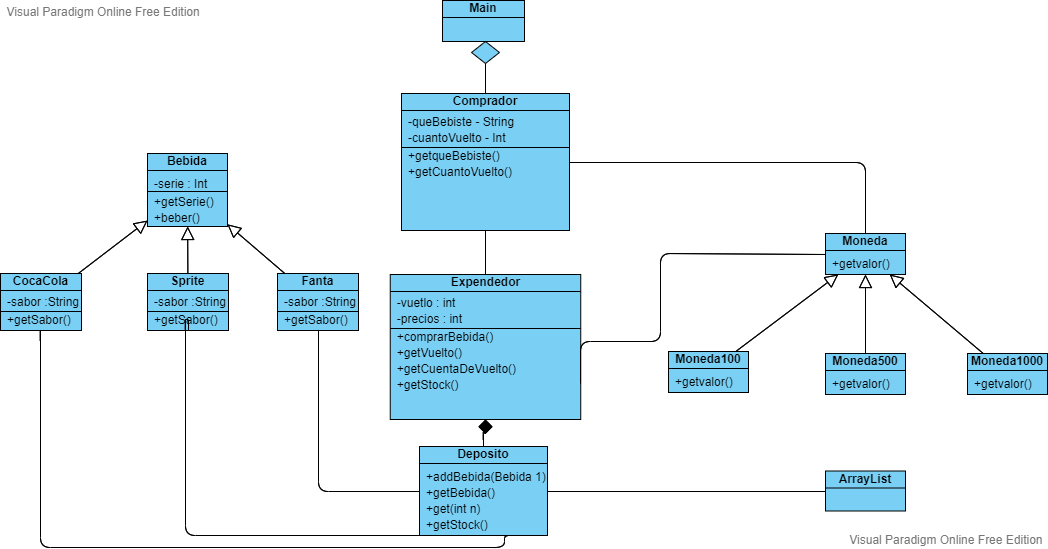 Visual Paradigm Online Free Edition
Main
Comprador
-queBebiste - String
-cuantoVuelto - Int
+getqueBebiste()
+getCuantoVuelto()
Bebida
-serie : Int
+getSerie()
+beber()
CocaCola
-sabor :String
+getSabor()
Sprite
-sabor :String
+getSabor()
Fanta
-sabor :String
+getSabor()
Expendedor
-vuetlo : int
-precios : int
+comprarBebida()
+getVuelto()
+getCuentaDeVuelto()
+getStock()
Moneda
+getvalor()
Moneda100
+getvalor()
Moneda500
+getvalor()
Moneda1000
+getvalor()
Deposito
+addBebida(Bebida 1)
+getBebida()
+get(int n)
+getStock()
ArrayList
Visual Paradigm Online Free Edition